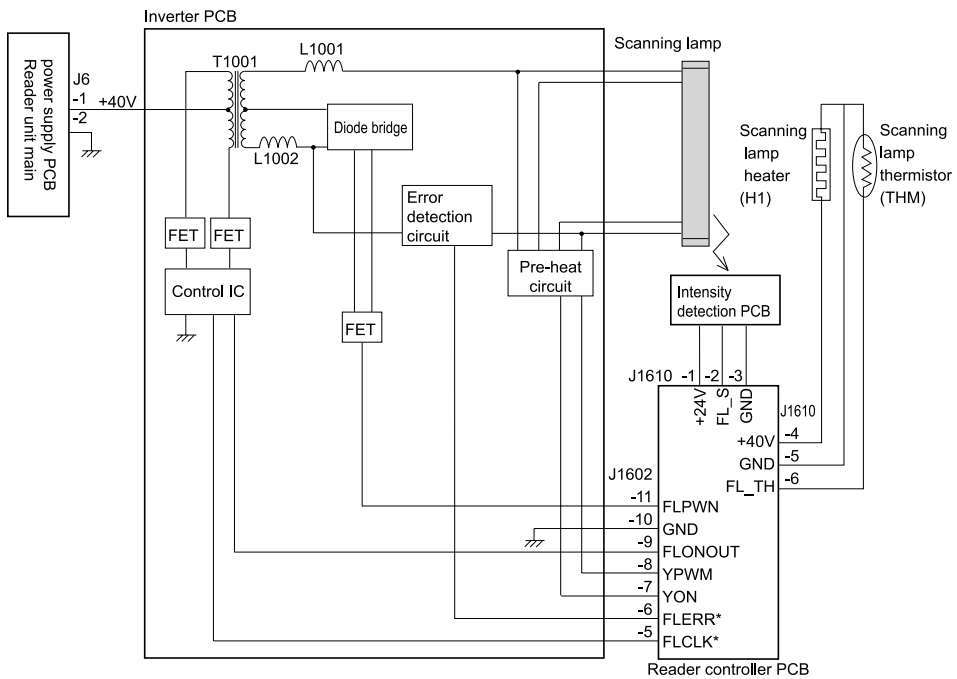 Inverter PCB
power supply PCB
Reader unit main
J6
-1
-2
+40V
T1001
L1001
L1002
Diode bridge
Scanning lamp
Scanning
lamp
heater
(H1)
Scanning
lamp
thermistor
(THM)
FET
FET
Control IC
Error
detection
circuit
FET
Pre-heat
circuit
Intensity
detection PCB
J1610
-1
-2
-3
+24V
FL_S
GND
J1610
+40V
-4
GND
-5
FL_TH
-6
J1602
-11
FLPWN
-10
GND
-9
FLONOUT
-8
YPWM
-7
YON
-6
FLERR*
-5
FLCLK*
Reader controller PCB